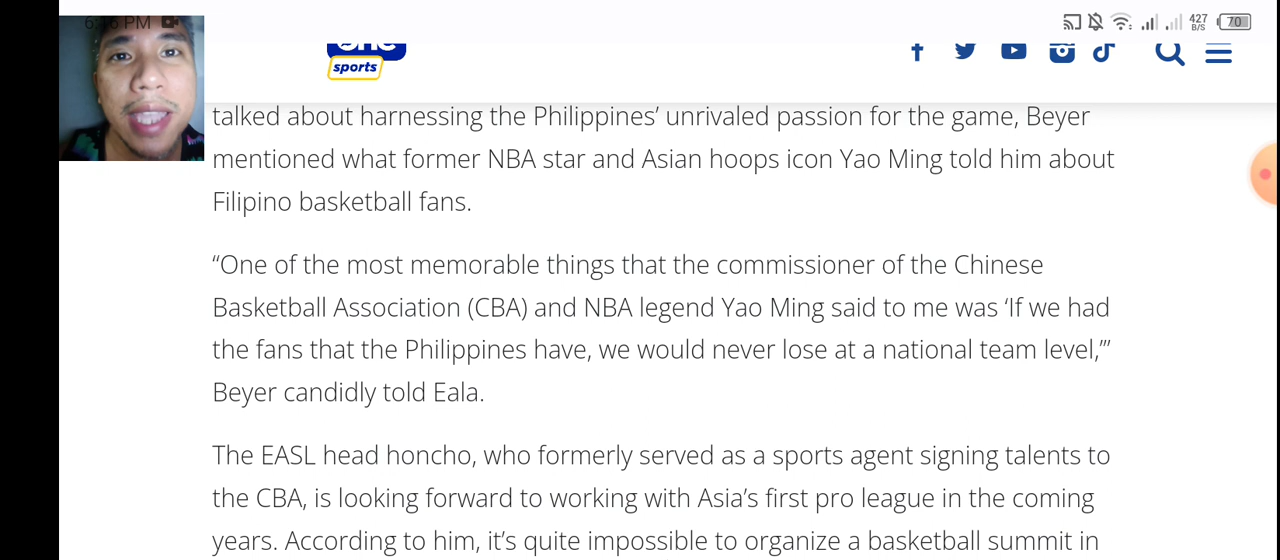 6:15 PM
427
B/S
70
one
sports
talked about harnessing the Philippines’ unrivaled passion for the game, Beyer
mentioned what former NBA star and Asian hoops icon Yao Ming told him about
Filipino basketball fans.
“One of the most memorable things that the commissioner of the Chinese
Basketball Association (CBA) and NBA legend Yao Ming said to me was ‘If we had
the fans that the Philippines have, we would never lose at a national team level,’”
Beyer candidly told Eala.
The EASL head honcho, who formerly served as a sports agent signing talents to
the CBA, is looking forward to working with Asia’s first pro league in the coming
years. According to him, it’s quite impossible to organize a basketball summit in